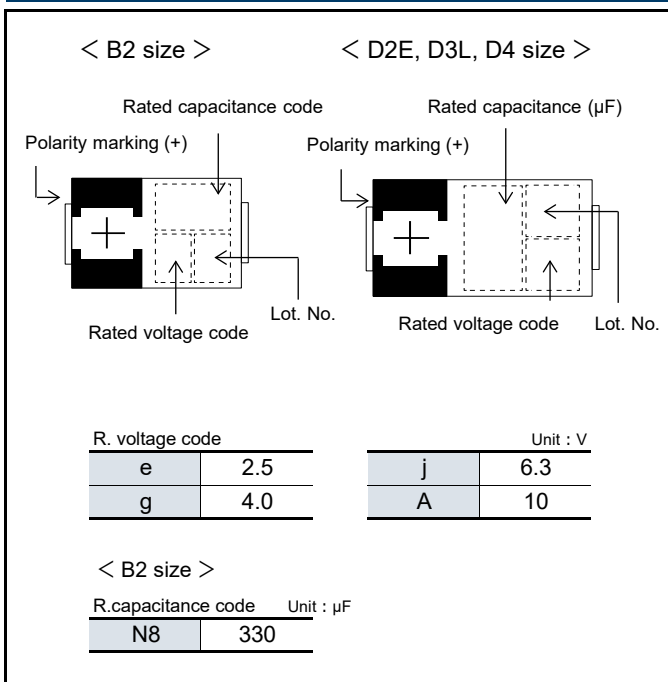 < B2 size >
< D2E, D3L, D4 size >
Rated capacitance code
Polarity marking (+)
Rated voltage code
Lot. No.
Rated capacitance (µF)
Polarity marking (+)
Rated voltage code
Lot. No.
R. voltage code
Unit : V
e 2.5
g 4.0
j 6.3
A 10
< B2 size >
R.capacitance code Unit : µF
N8 330